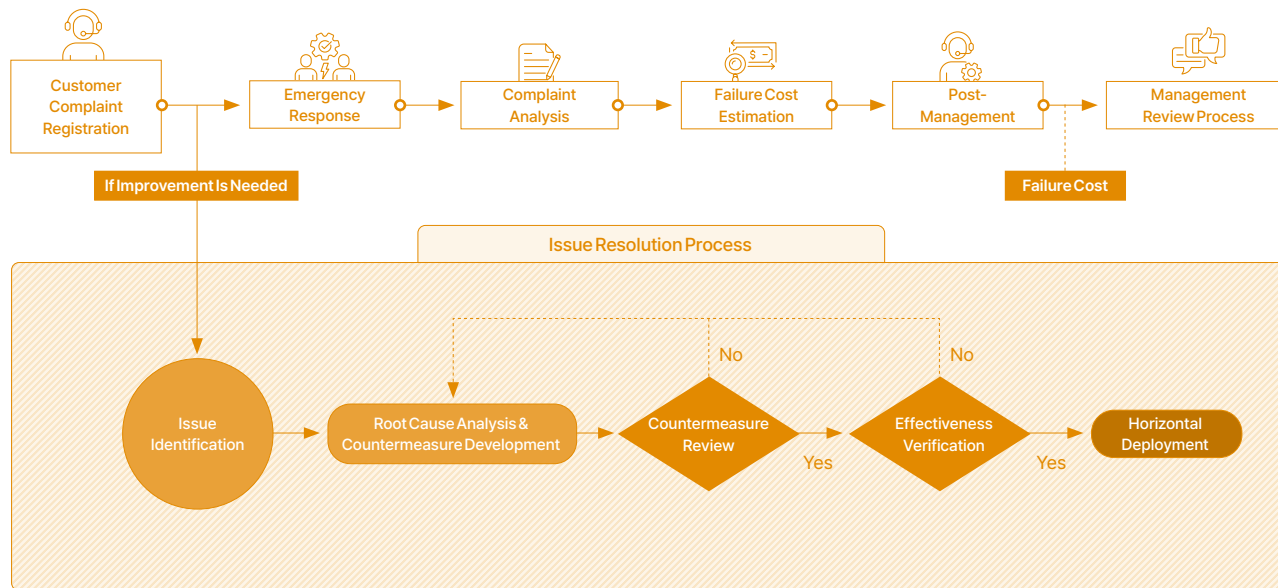 Customer
Complaint
Registration
Emergency
Response
Complaint
Analysis
Failure Cost
Estimation
$
Post-
Management
Management
Review Process
If Improvement Is Needed
Failure Cost
Issue Resolution Process
No
No
Issue
Identification
Root Cause Analysis &
Countermeasure Development
Countermeasure
Review
Yes
Effectiveness
Verification
Yes
Horizontal
Deployment